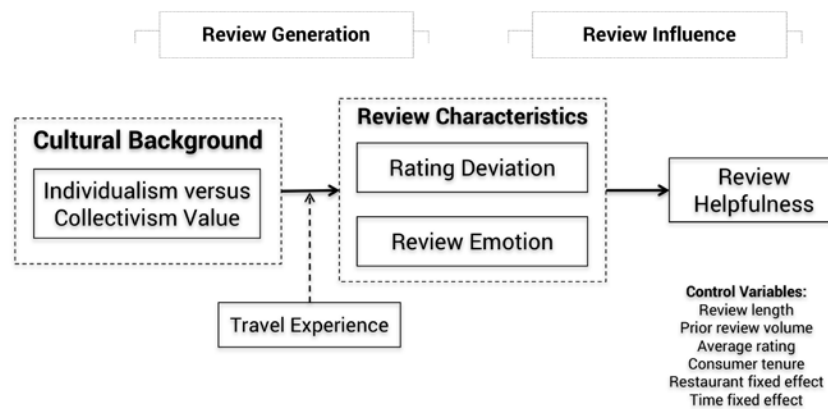 Review Generation
Review Influence
Cultural Background
Individualism versus
Collectivism Value
Review Characteristics
Rating Deviation
Review Emotion
Review
Helpfulness
Travel Experience
Control Variables:
Review length
Prior review volume
Average rating
Consumer tenure
Restaurant fixed effect
Time fixed effect